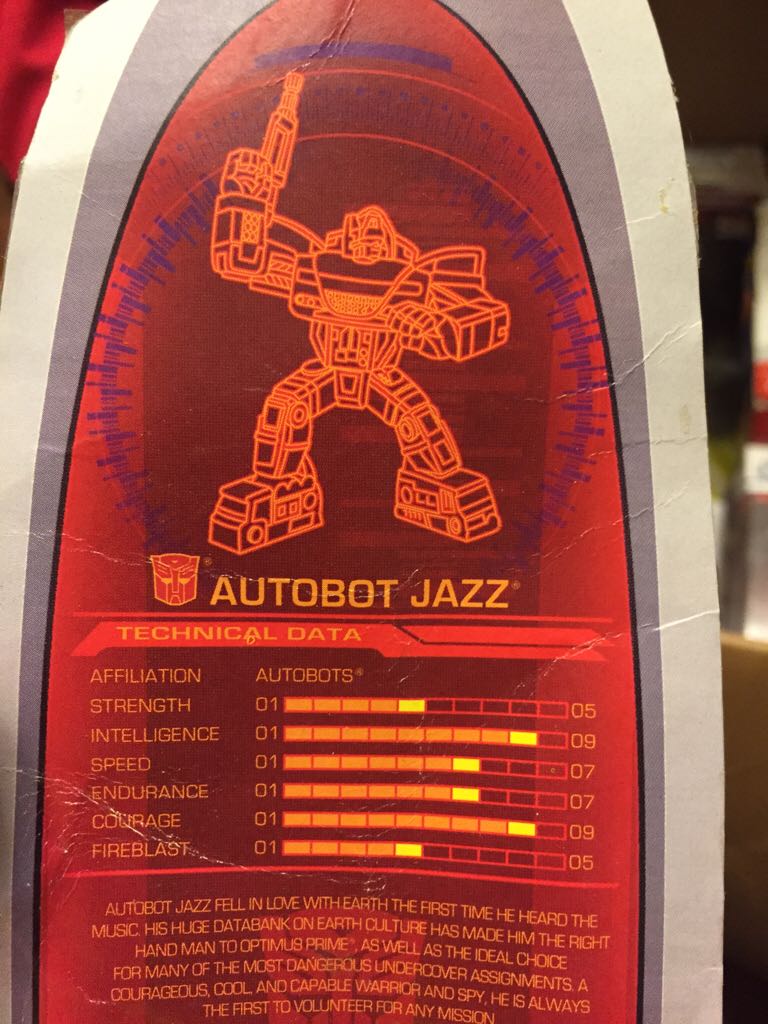 AUTOBOT JAZZ®
TECHNICAL DATA
AFFILIATION AUTOBOTS®
STRENGTH 01 05
INTELLIGENCE 01 09
SPEED 01 07
ENDURANCE 01 07
COURAGE 01 09
FIREBLAST 01 05
AUTOBOT JAZZ FELL IN LOVE WITH EARTH THE FIRST TIME HE HEARD THE
MUSIC. HIS HUGE DATABANK ON EARTH CULTURE HAS MADE HIM THE RIGHT
HAND MAN TO OPTIMUS PRIME®, AS WELL AS THE IDEAL CHOICE
FOR MANY OF THE MOST DANGEROUS UNDERCOVER ASSIGNMENTS. A
COURAGEOUS, COOL, AND CAPABLE WARRIOR AND SPY, HE IS ALWAYS
THE FIRST TO VOLUNTEER FOR ANY MISSION